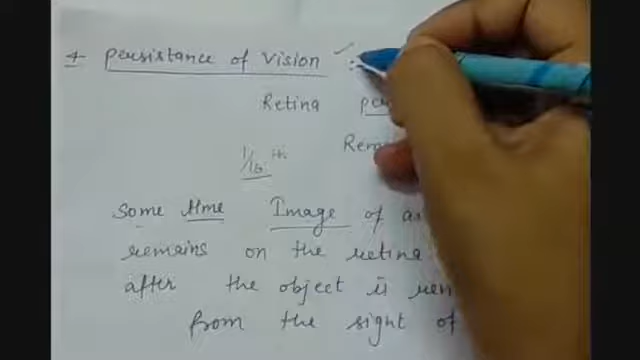 4 Persistance of Vision :
Retina
1/16 th
Some time Image of
remains on the retina
after the object is
from the sight of